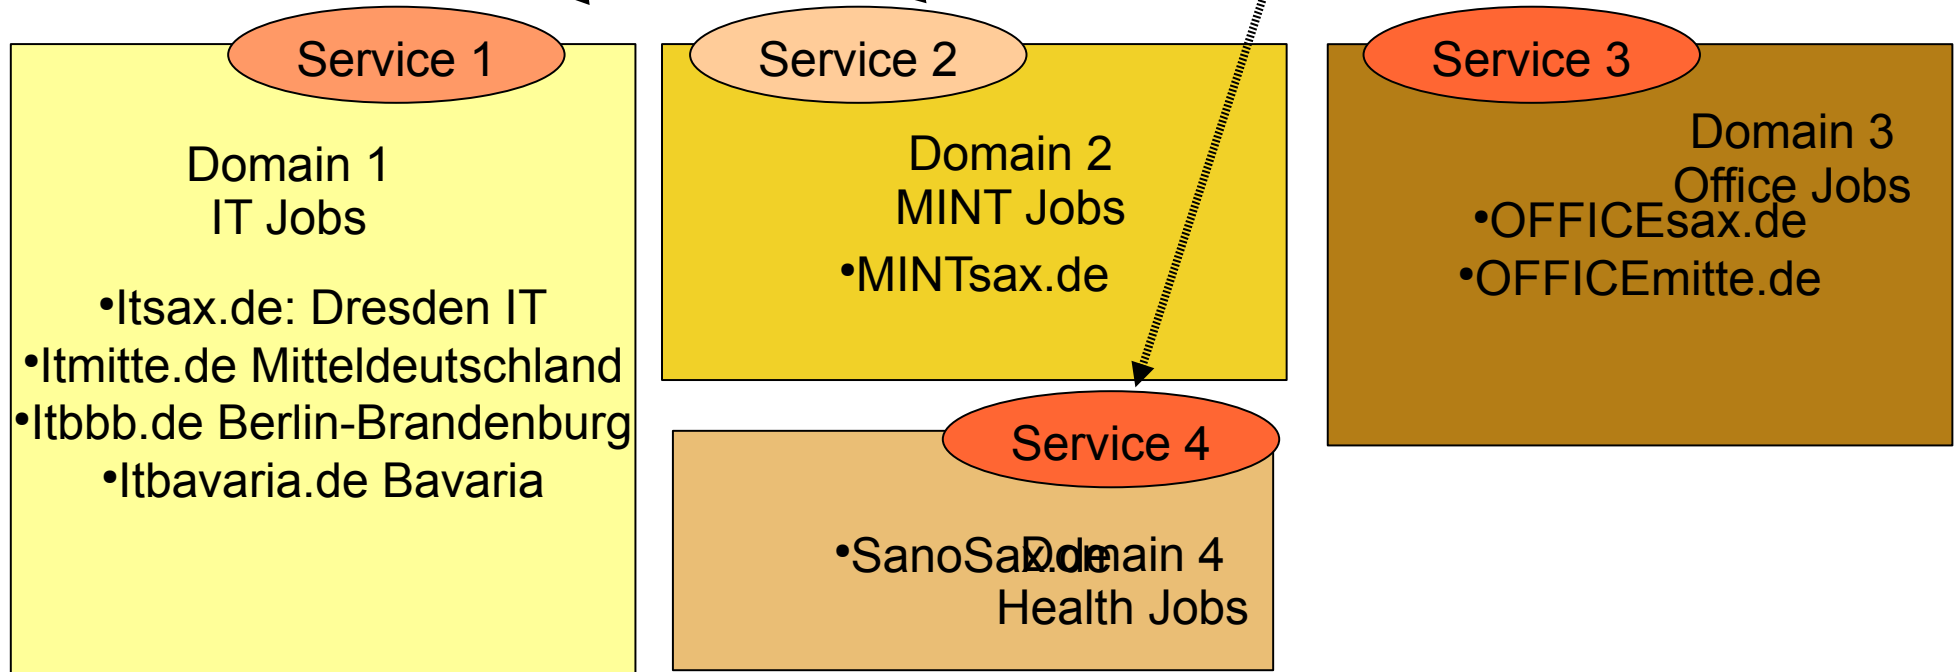 Service 1
Domain 1
IT Jobs
•Itsax.de: Dresden IT
•Itmitte.de Mitteldeutschland
•Itbbb.de Berlin-Brandenburg
•Itbavaria.de Bavaria
Service 2
Domain 2
MINT Jobs
•MINTsax.de
Service 3
Domain 3
Office Jobs
•OFFICEsax.de
•OFFICEmitte.de
Service 4
•SanoSax.de
Domain 4
Health Jobs